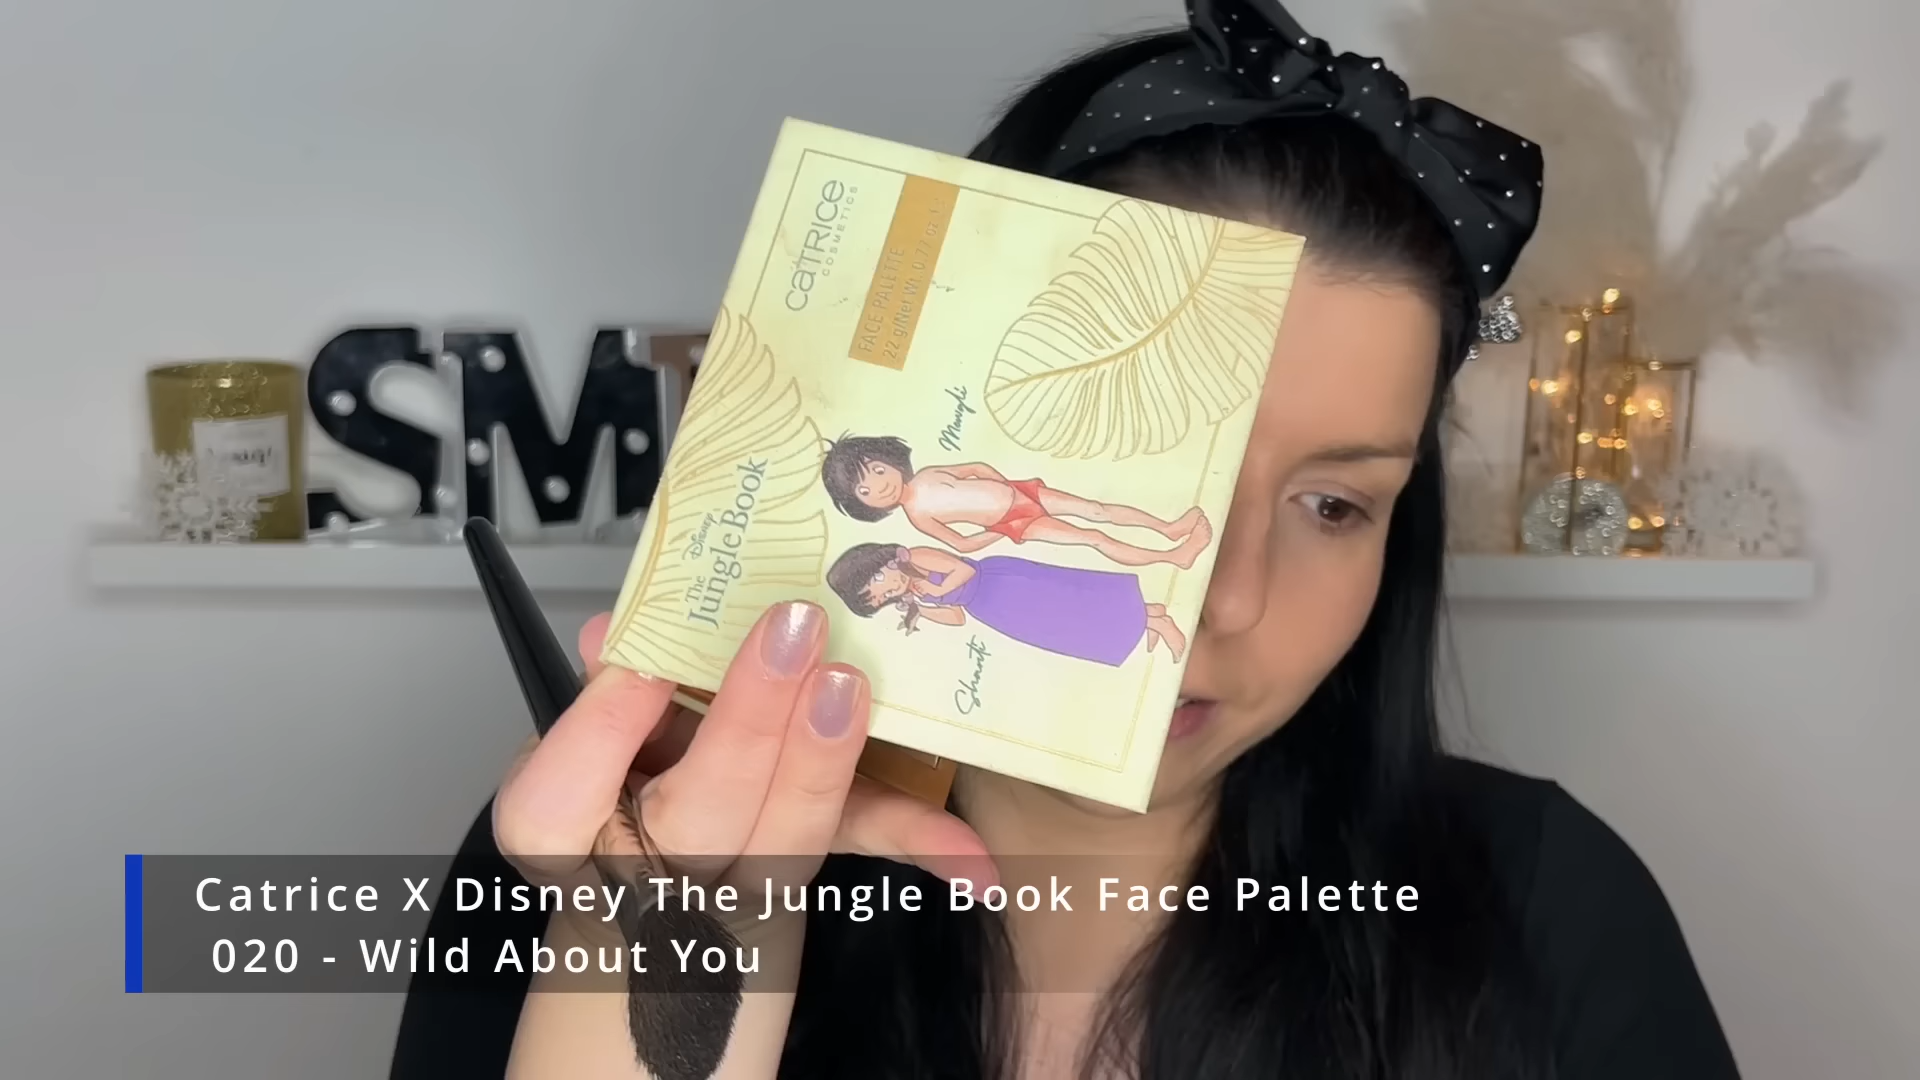 SM
CATRICE
COSMETICS
FACE PALETTE
22 g/Net Wt. 0.77 oz
Mowgli
The Disney
Jungle Book
Shanti
Catrice X Disney The Jungle Book Face Palette
020 - Wild About You